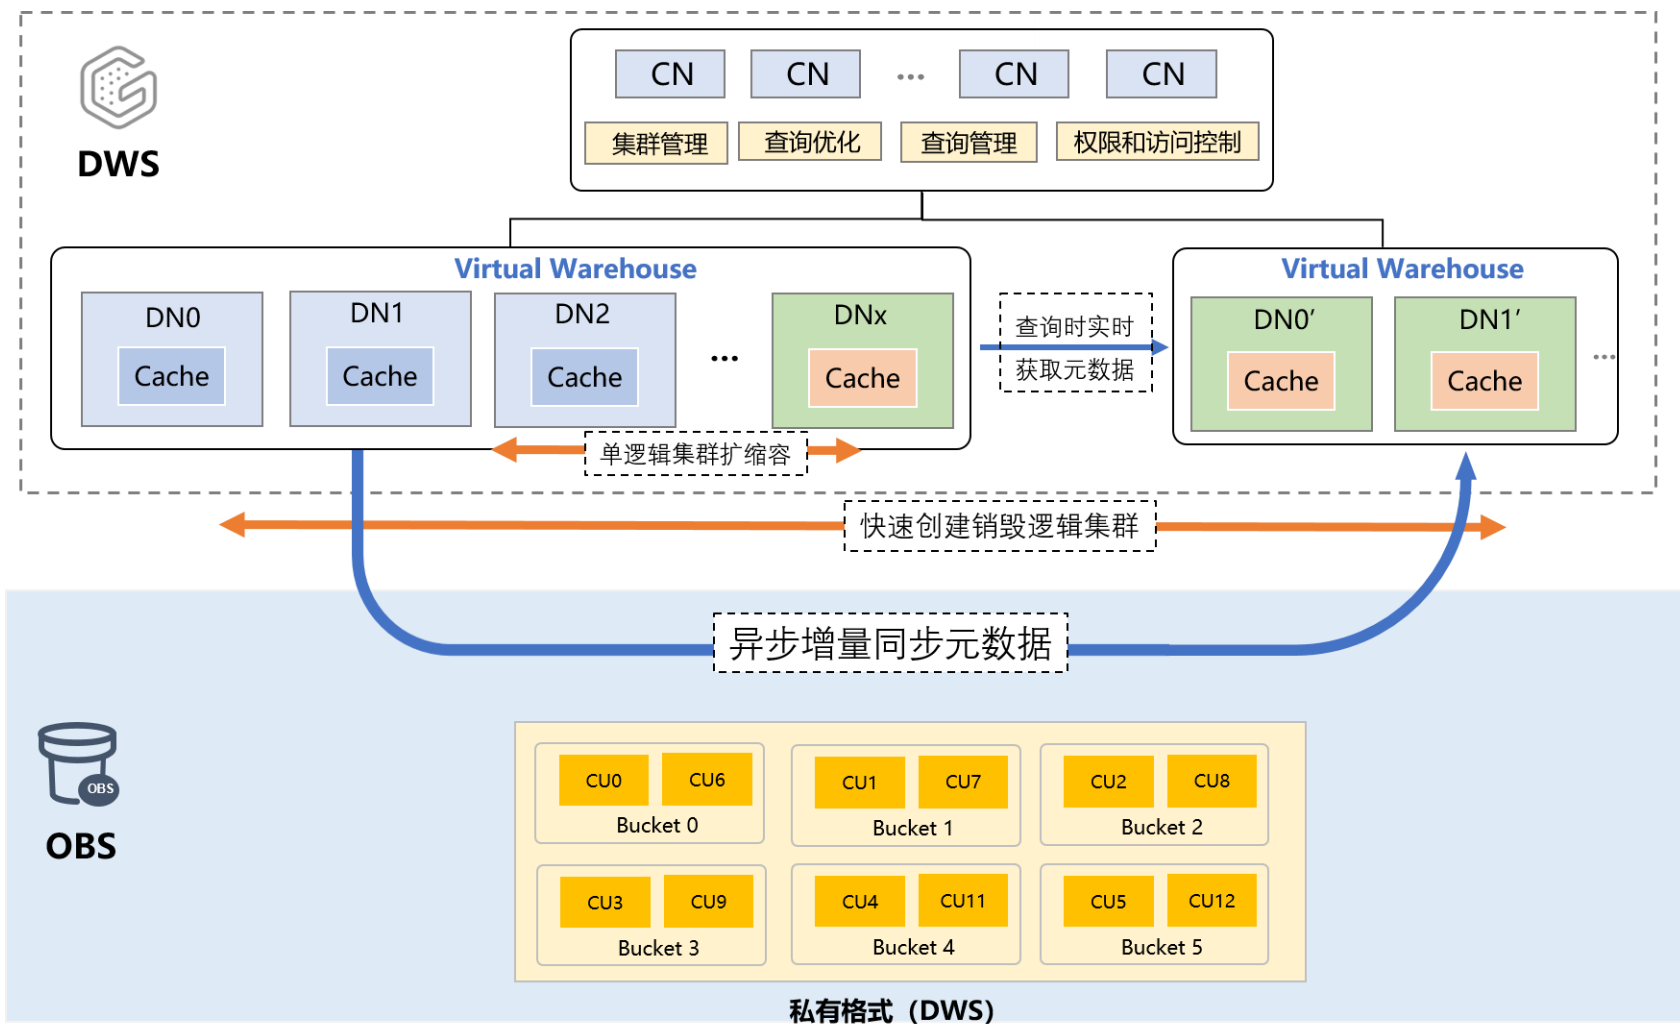 DWS
CN CN ... CN CN
集群管理 查询优化 查询管理 权限和访问控制
Virtual Warehouse
DN0 DN1 DN2 ... DNx
Cache Cache Cache Cache
查询时实时
获取元数据
Virtual Warehouse
DN0′ DN1′ ...
Cache Cache
单逻辑集群扩缩容
快速创建销毁逻辑集群
异步增量同步元数据
OBS
OBS
CU0 CU6
Bucket 0
CU1 CU7
Bucket 1
CU2 CU8
Bucket 2
CU3 CU9
Bucket 3
CU4 CU11
Bucket 4
CU5 CU12
Bucket 5
私有格式（DWS）